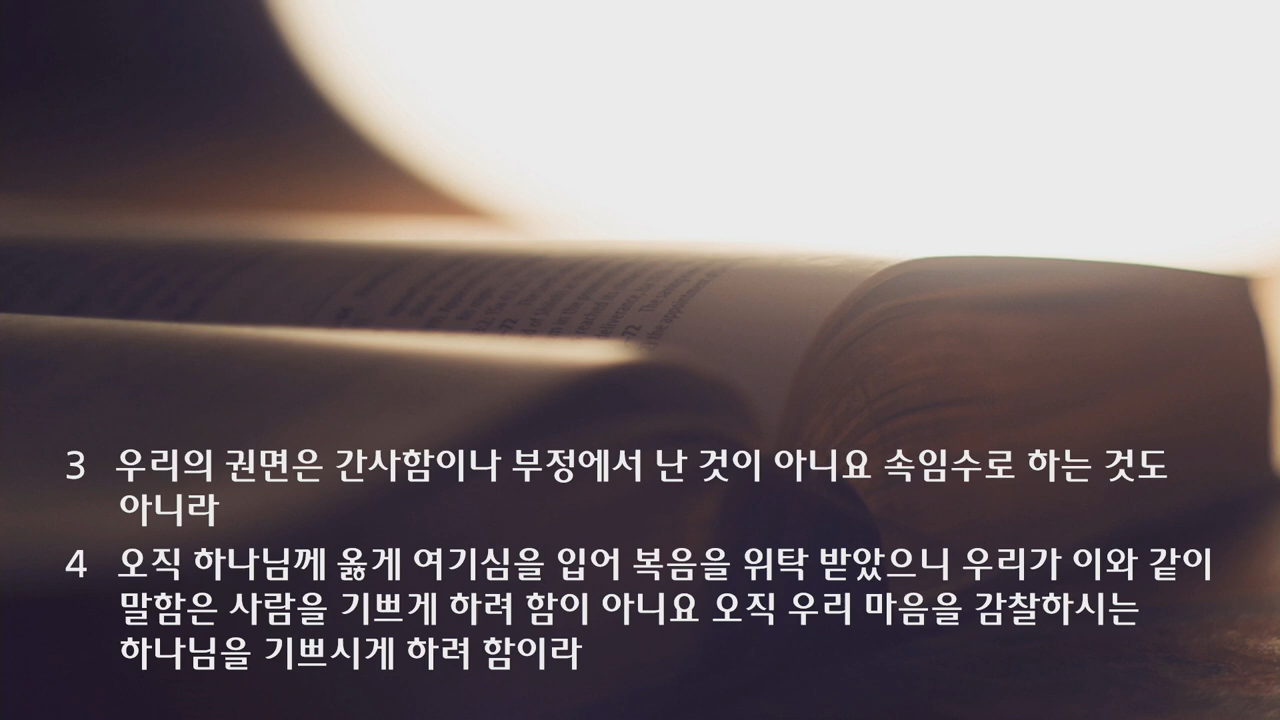 3 우리의 권면은 간사함이나 부정에서 난 것이 아니요 속임수로 하는 것도
아니라
4 오직 하나님께 옳게 여기심을 입어 복음을 위탁 받았으니 우리가 이와 같이
말함은 사람을 기쁘게 하려 함이 아니요 오직 우리 마음을 감찰하시는
하나님을 기쁘시게 하려 함이라